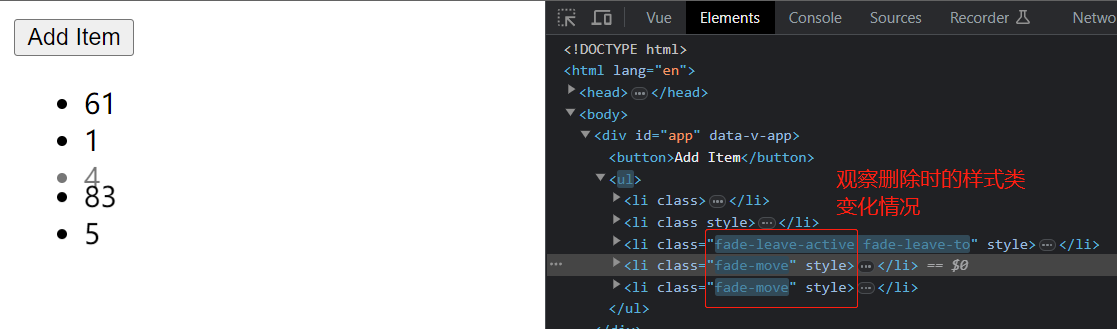 Add Item
61
1
4
83
5
Vue Elements Console Sources Recorder Netwo
<!DOCTYPE html>
<html lang="en">
<head>…</head>
<body>
<div id="app" data-v-app>
<button>Add Item</button>
<ul>
<li class>…</li>
<li class style>…</li>
<li class="fade-leave-active fade-leave-to" style>…</li>
<li class="fade-move" style>…</li> == $0
<li class="fade-move" style>…</li>
</ul>
</div>
观察删除时的样式类
变化情况